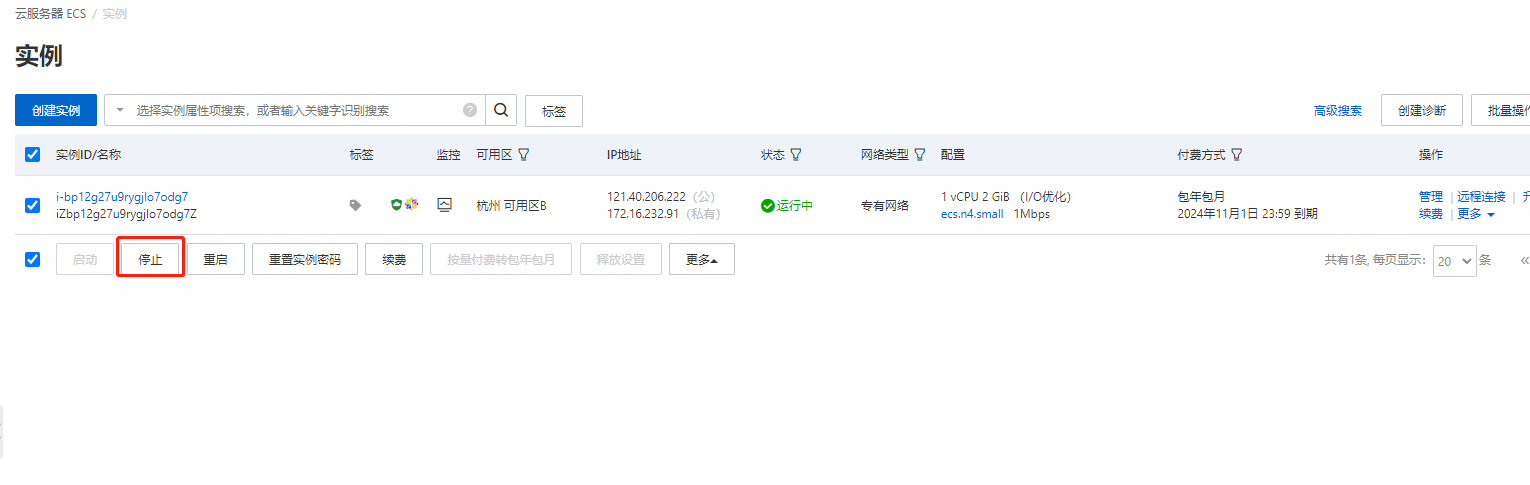 云服务器 ECS / 实例
实例
创建实例 选择实例属性项搜索，或者输入关键字识别搜索 ? 标签 高级搜索 创建诊断 批量操作
实例ID/名称 标签 监控 可用区 IP地址 状态 网络类型 配置 付费方式 操作
i-bp12g27u9rygjlo7odg7 121.40.206.222（公） 1 vCPU 2 GiB （I/O优化） 包年包月 管理 | 远程连接 | 升
杭州 可用区B 运行中 专有网络
iZbp12g27u9rygjlo7odg7Z 172.16.232.91（私有） ecs.n4.small 1Mbps 2024年11月1日 23:59 到期 续费 | 更多
启动 停止 重启 重置实例密码 续费 按量付费转包年包月 释放设置 更多 共有1条, 每页显示: 20 条 «